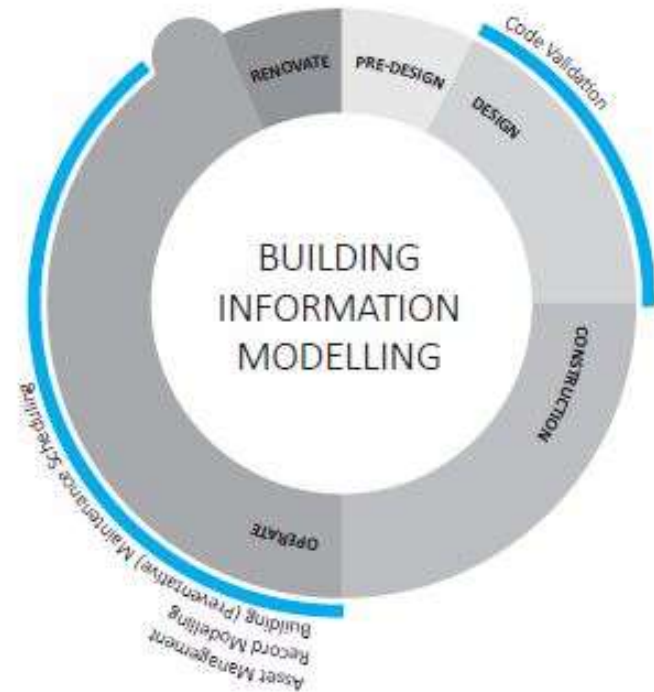 RENOVATE
PRE-DESIGN
Code Validation
DESIGN
BUILDING
INFORMATION
MODELLING
CONSTRUCTION
OPERATE
Building (Preventative) Maintenance Scheduling
Record Modelling
Asset Management